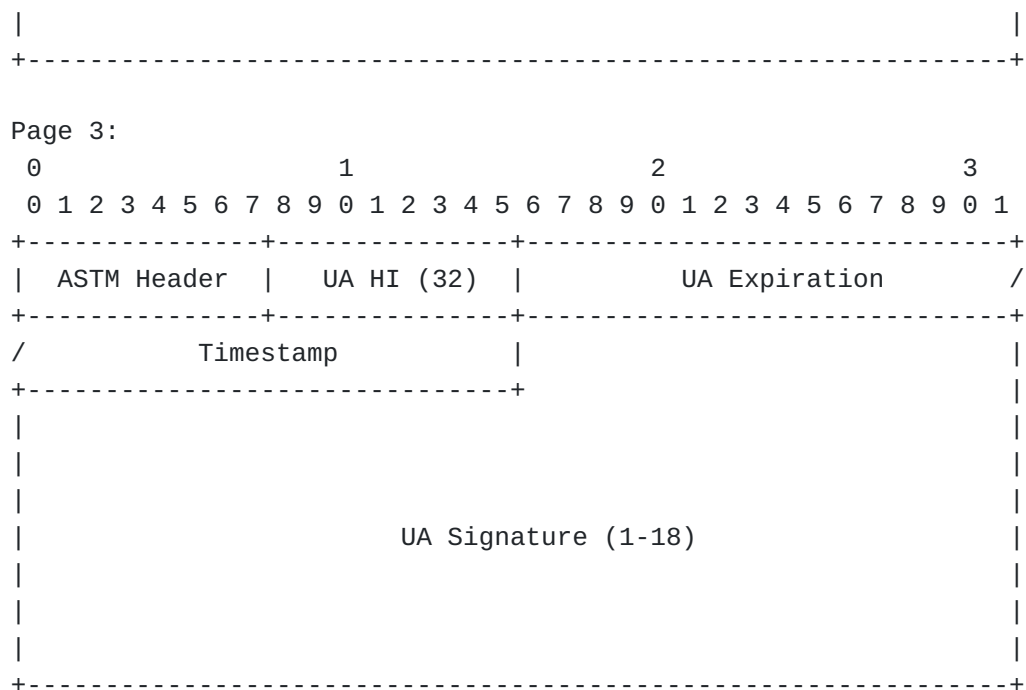 |                                                               |
+---------------------------------------------------------------+

Page 3:
 0                   1                   2                   3
 0 1 2 3 4 5 6 7 8 9 0 1 2 3 4 5 6 7 8 9 0 1 2 3 4 5 6 7 8 9 0 1
+---------------+---------------+-------------------------------+
|  ASTM Header  |   UA HI (32)  |          UA Expiration        /
+---------------+---------------+-------------------------------+
/           Timestamp           |                               |
+-------------------------------+                               |
|                                                               |
|                                                               |
|                                                               |
|                        UA Signature (1-18)                    |
|                                                               |
|                                                               |
|                                                               |
+---------------------------------------------------------------+